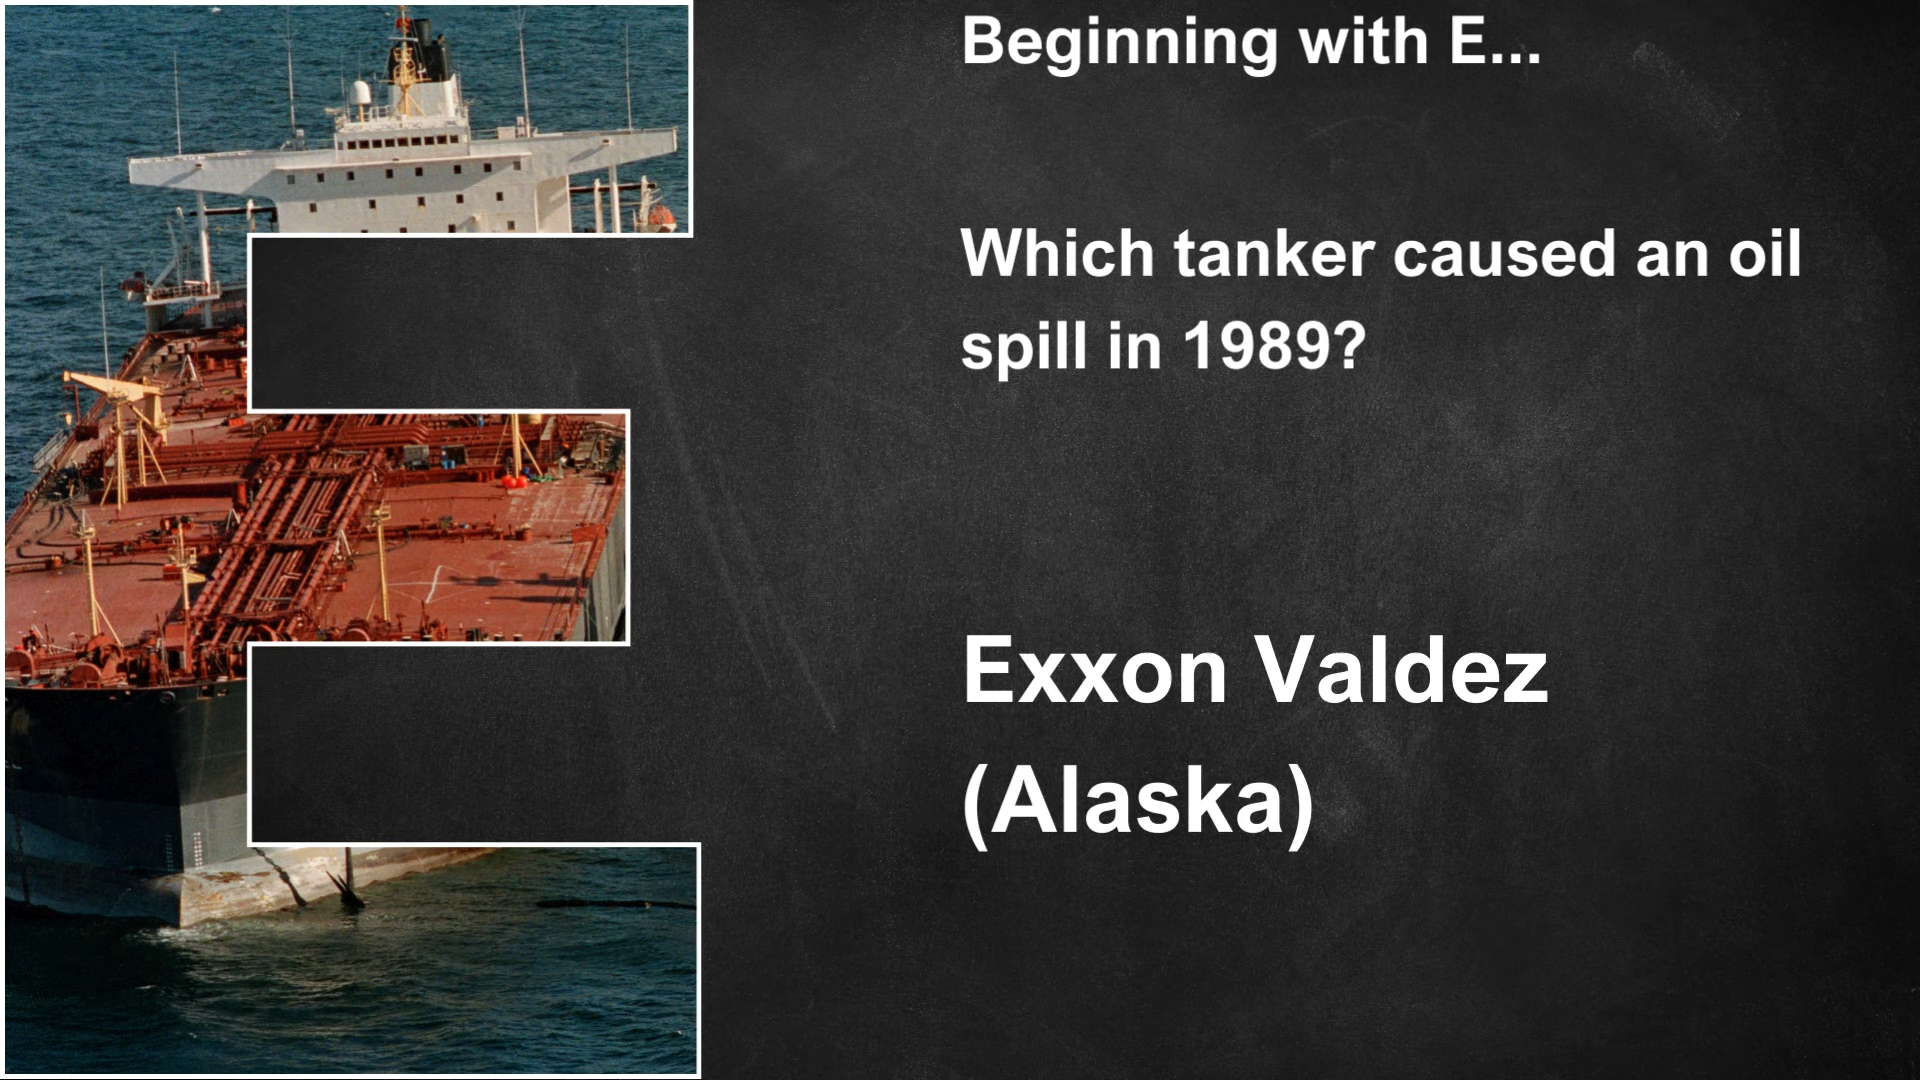 Beginning with E...
Which tanker caused an oil
spill in 1989?
Exxon Valdez
(Alaska)